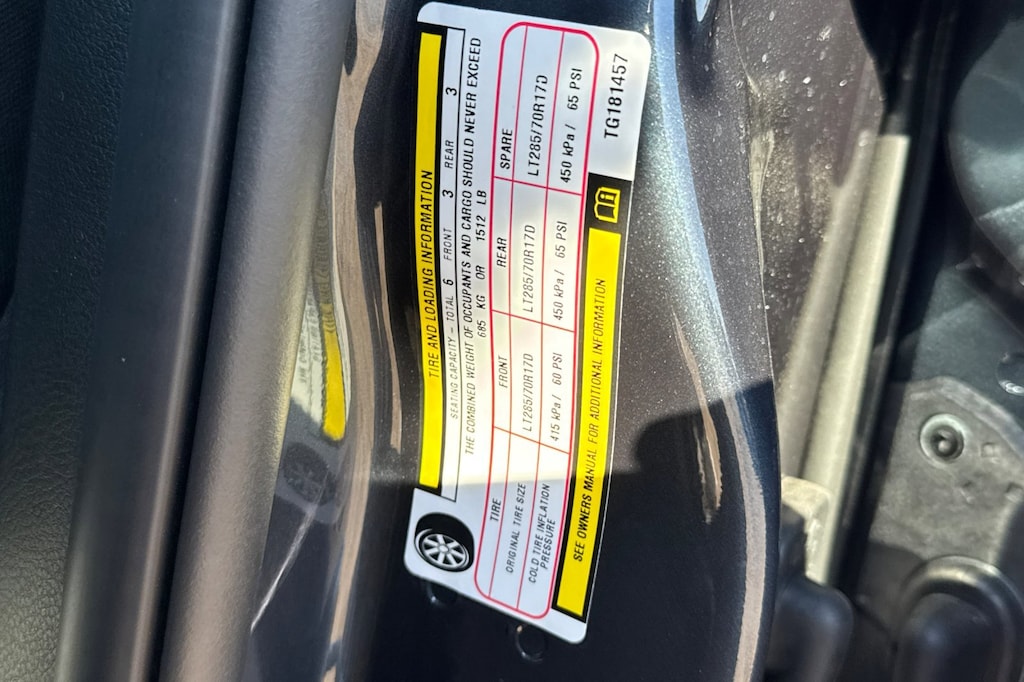 TIRE AND LOADING INFORMATION
SEATING CAPACITY - TOTAL 6 FRONT 3 REAR 3
THE COMBINED WEIGHT OF OCCUPANTS AND CARGO SHOULD NEVER EXCEED
685 KG OR 1512 LB
TIRE FRONT REAR SPARE
ORIGINAL TIRE SIZE LT285/70R17D LT285/70R17D LT285/70R17D
COLD TIRE INFLATION
PRESSURE 415 kPa / 60 PSI 450 kPa / 65 PSI 450 kPa / 65 PSI
SEE OWNERS MANUAL FOR ADDITIONAL INFORMATION
TG181457